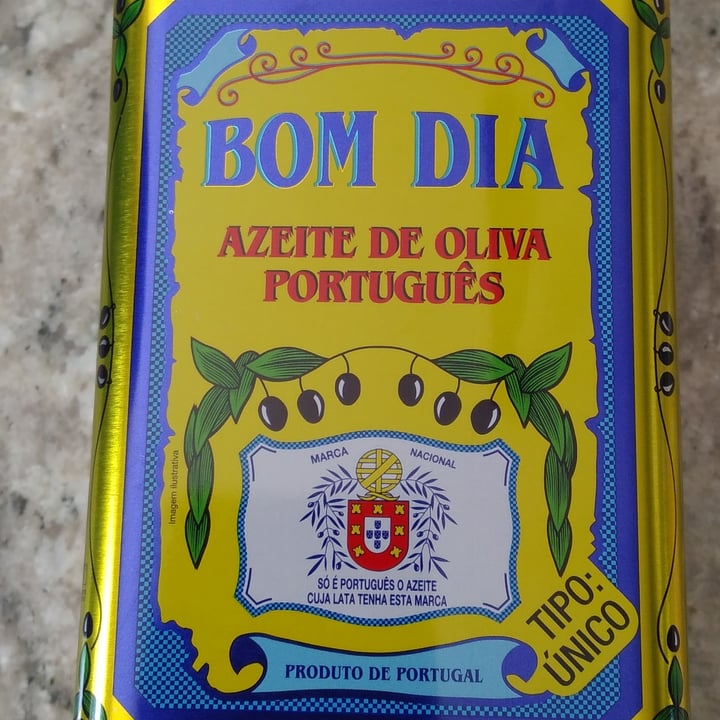 BOM DIA
AZEITE DE OLIVA
PORTUGUÊS
MARCA NACIONAL
SÓ É PORTUGUÊS O AZEITE
CUJA LATA TENHA ESTA MARCA
Imagem ilustrativa
TIPO:
ÚNICO
PRODUTO DE PORTUGAL